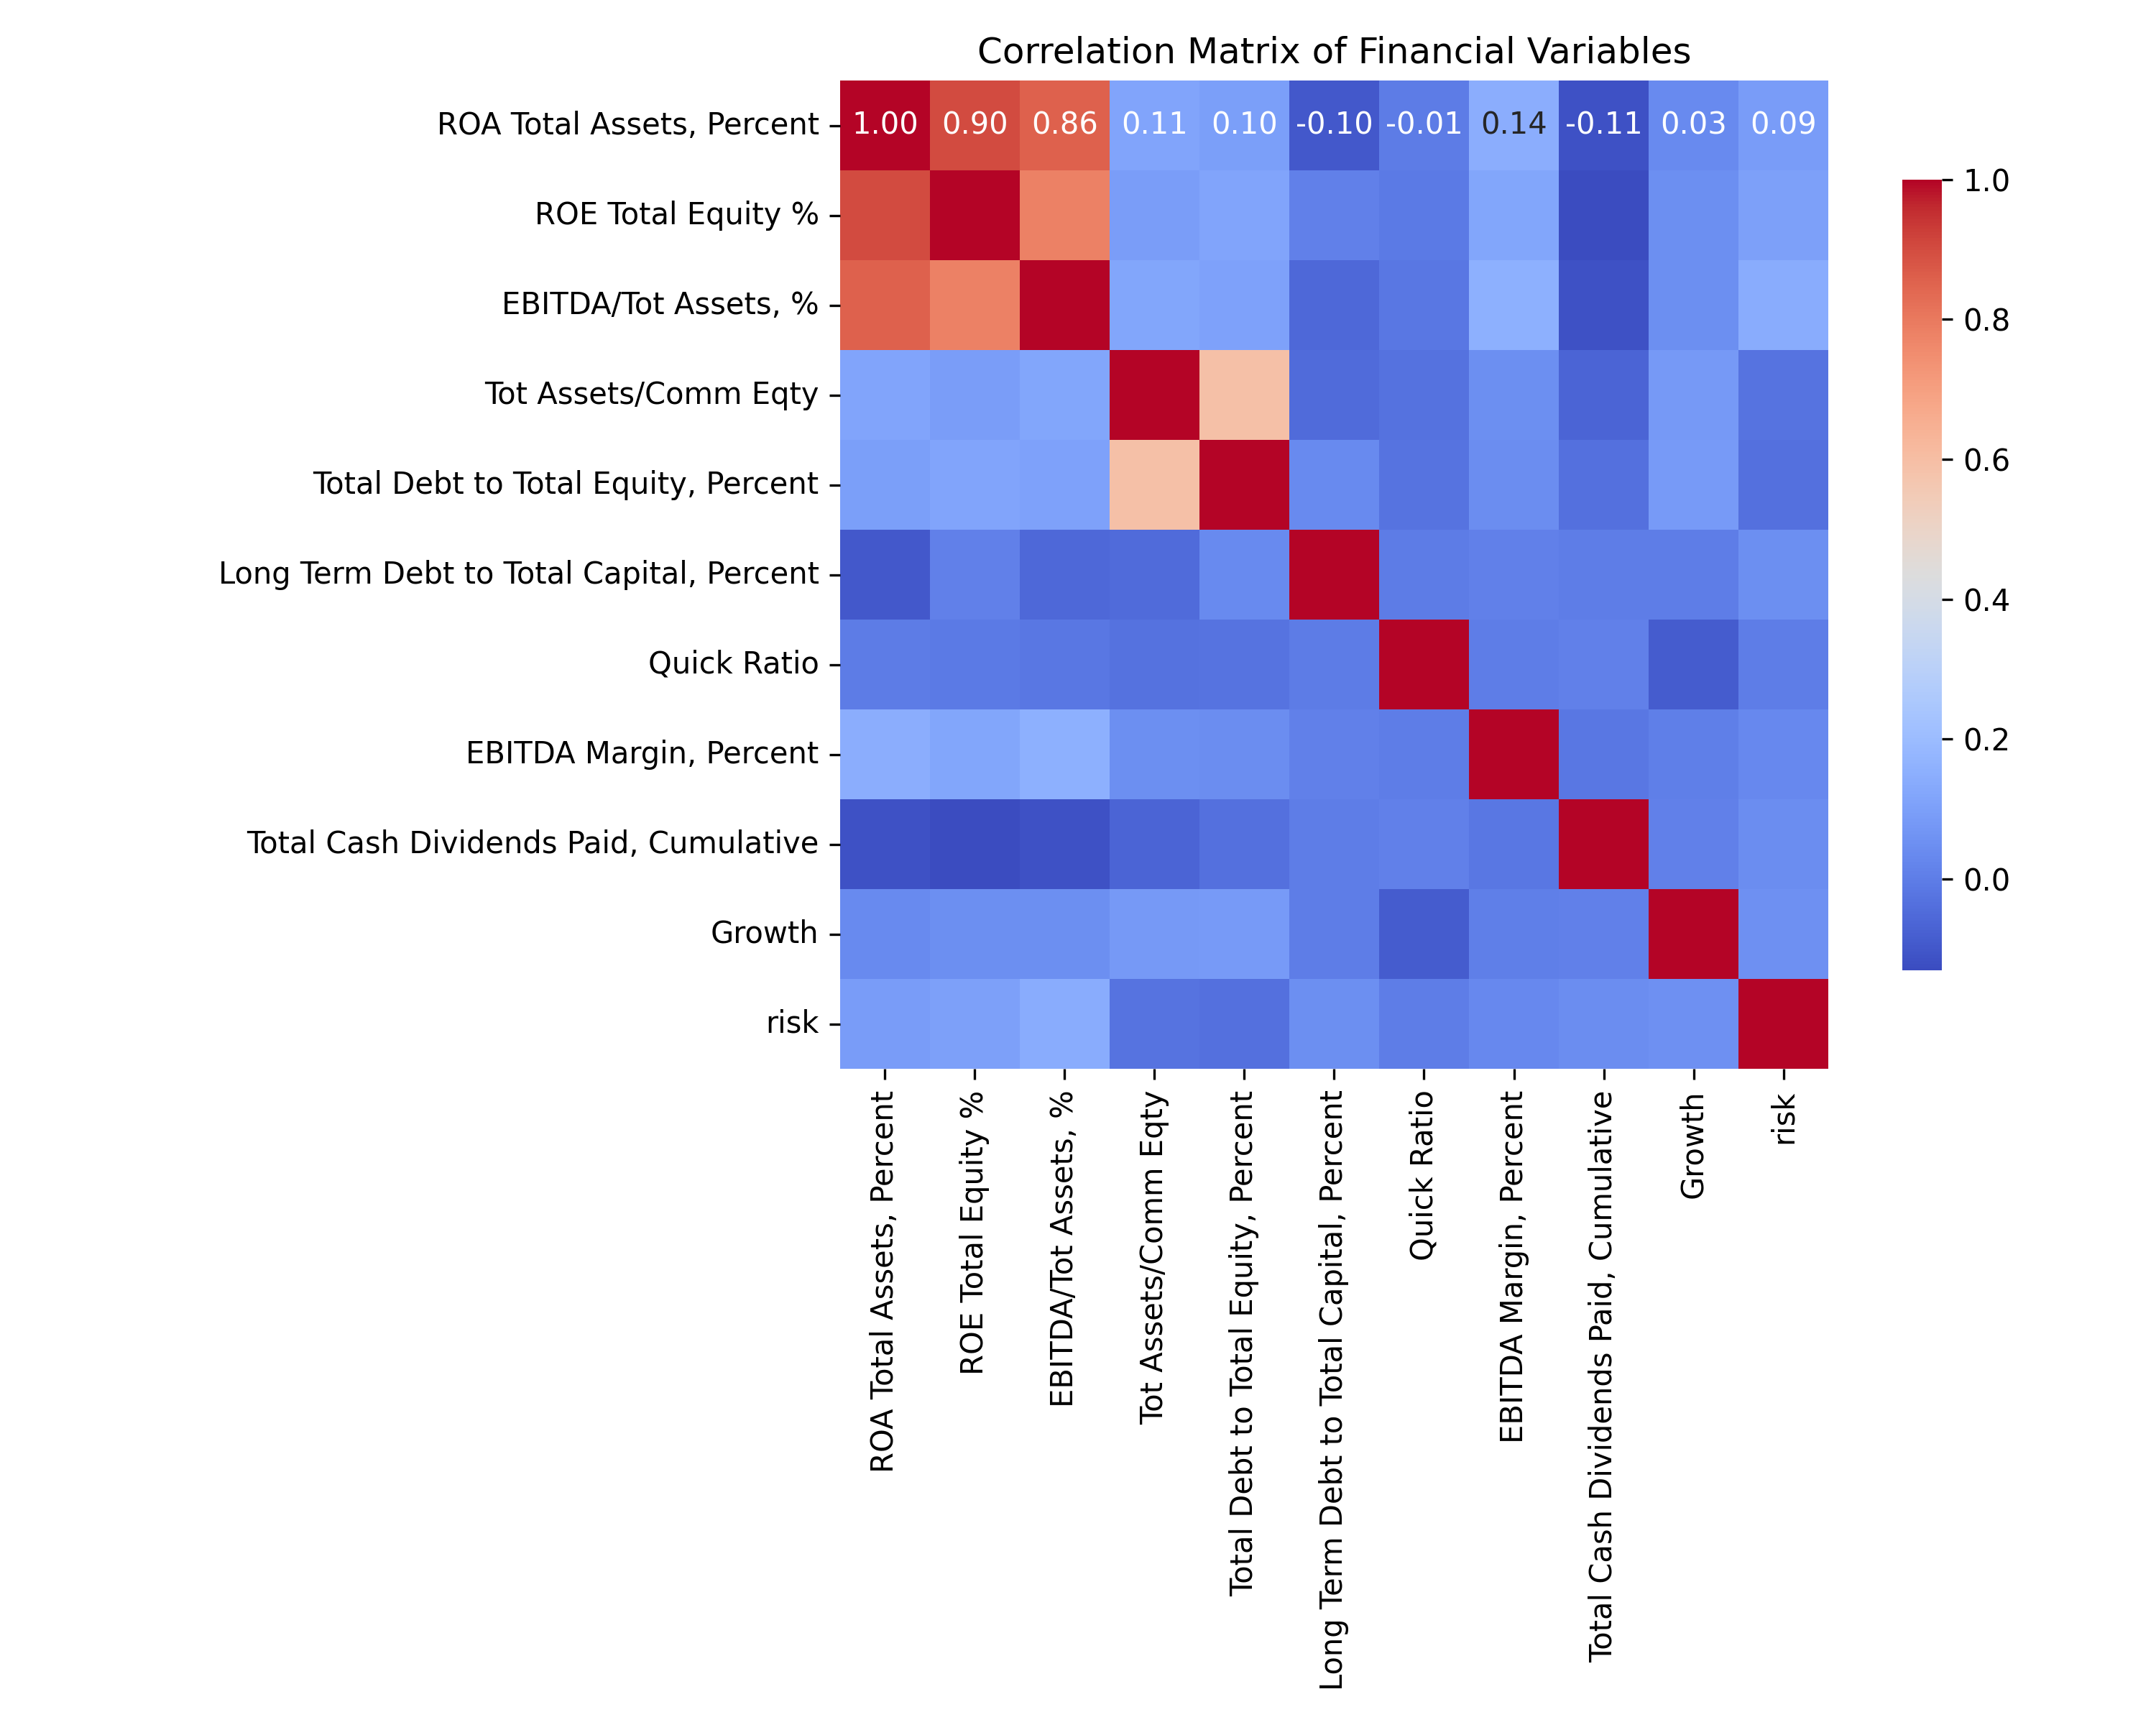 Correlation Matrix of Financial Variables
ROA Total Assets, Percent 1.00 0.90 0.86 0.11 0.10 -0.10 -0.01 0.14 -0.11 0.03 0.09
ROE Total Equity %
EBITDA/Tot Assets, %
Tot Assets/Comm Eqty
Total Debt to Total Equity, Percent
Long Term Debt to Total Capital, Percent
Quick Ratio
EBITDA Margin, Percent
Total Cash Dividends Paid, Cumulative
Growth
risk
ROA Total Assets, Percent
ROE Total Equity %
EBITDA/Tot Assets, %
Tot Assets/Comm Eqty
Total Debt to Total Equity, Percent
Long Term Debt to Total Capital, Percent
Quick Ratio
EBITDA Margin, Percent
Total Cash Dividends Paid, Cumulative
Growth
risk
1.0
0.8
0.6
0.4
0.2
0.0